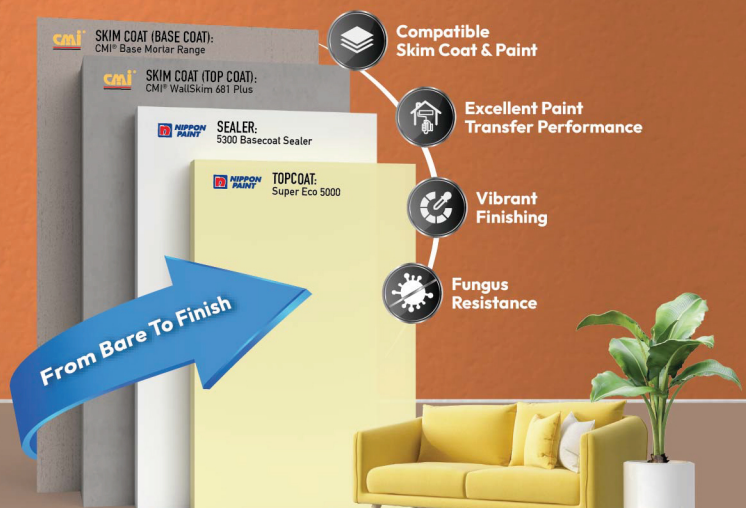 cmi®
SKIM COAT (BASE COAT):
CMI® Base Mortar Range
cmi®
SKIM COAT (TOP COAT):
CMI® WallSkim 681 Plus
NIPPON
PAINT
SEALER:
5300 Basecoat Sealer
NIPPON
PAINT
TOPCOAT:
Super Eco 5000
Compatible
Skim Coat & Paint
Excellent Paint
Transfer Performance
Vibrant
Finishing
Fungus
Resistance
From Bare To Finish